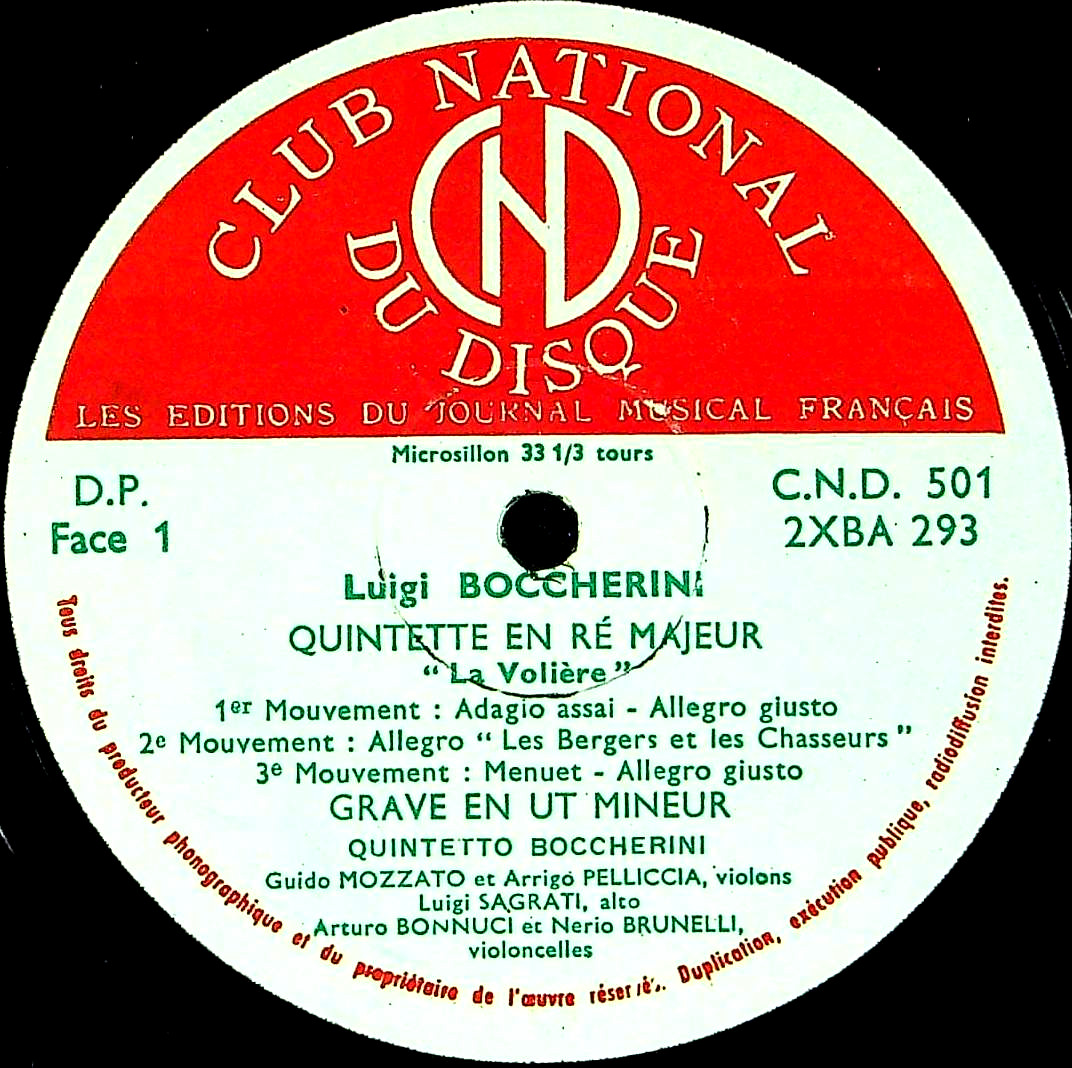 CLUB NATIONAL
DU DISQUE
LES EDITIONS DU JOURNAL MUSICAL FRANÇAIS
Microsillon 33 1/3 tours
D.P.
Face 1
C.N.D. 501
2XBA 293
Luigi BOCCHERINI
QUINTETTE EN RÉ MAJEUR
“ La Volière ”
1er Mouvement : Adagio assai - Allegro giusto
2e Mouvement : Allegro “ Les Bergers et les Chasseurs ”
3e Mouvement : Menuet - Allegro giusto
GRAVE EN UT MINEUR
QUINTETTO BOCCHERINI
Guido MOZZATO et Arrigo PELLICCIA, violons
Luigi SAGRATI, alto
Arturo BONNUCI et Nerio BRUNELLI,
violoncelles
Tous droits du producteur phonographique et du propriétaire de l'œuvre réservés. Duplication, exécution publique, radiodiffusion interdites.